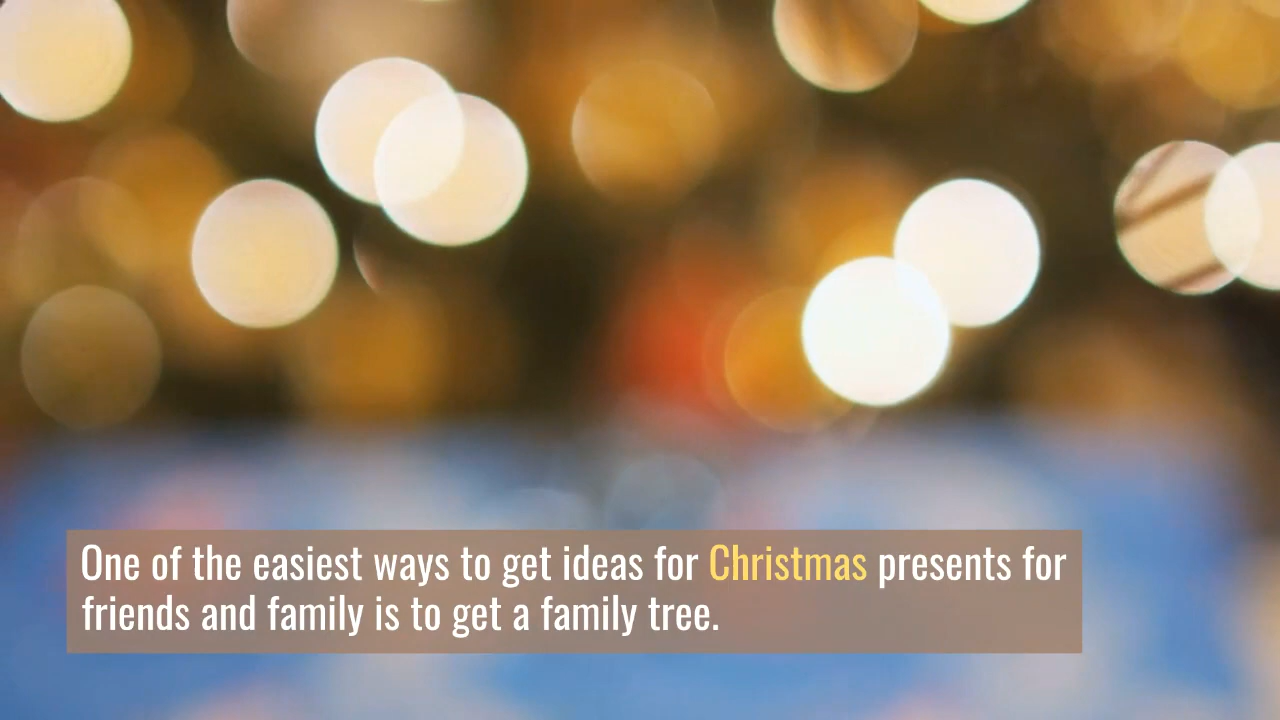 One of the easiest ways to get ideas for Christmas presents for
friends and family is to get a family tree.